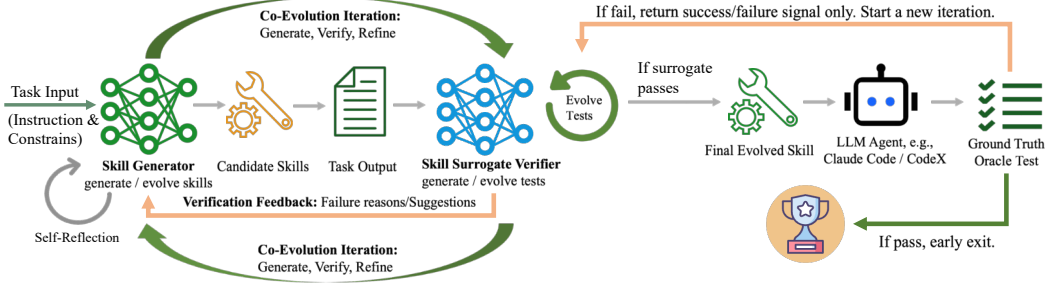 Co-Evolution Iteration:
Generate, Verify, Refine
If fail, return success/failure signal only. Start a new iteration.
Task Input
(Instruction &
Constrains)
Evolve
Tests
If surrogate
passes
Skill Generator
generate / evolve skills
Candidate Skills
Task Output
Skill Surrogate Verifier
generate / evolve tests
Final Evolved Skill
LLM Agent, e.g.,
Claude Code / CodeX
Ground Truth
Oracle Test
Verification Feedback: Failure reasons/Suggestions
Self-Reflection
Co-Evolution Iteration:
Generate, Verify, Refine
If pass, early exit.